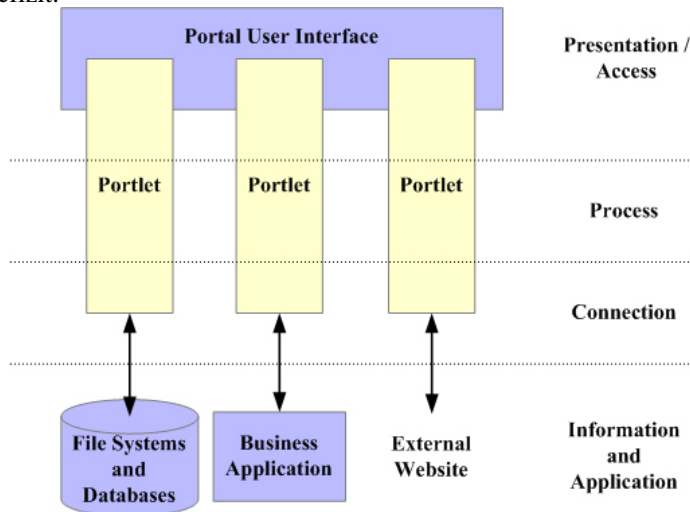 Portal User Interface
Presentation /
Access
Portlet
Portlet
Portlet
Process
Connection
File Systems
and
Databases
Business
Application
External
Website
Information
and
Application